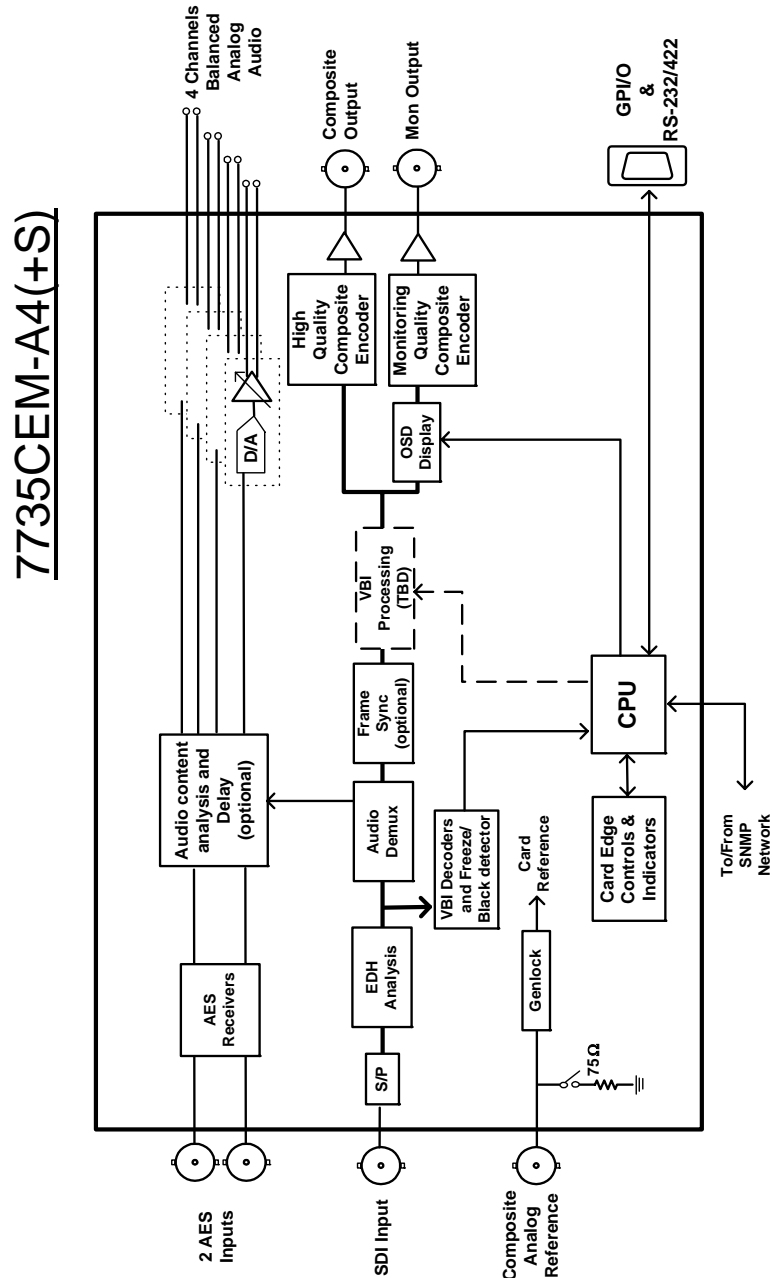 7735CEM-A4(+S)
2 AES
Inputs
AES
Receivers
Audio content
analysis and
Delay
(optional)
D/A
4 Channels
Balanced
Analog
Audio
SDI Input
S/P
EDH
Analysis
Audio
Demux
Frame
Sync
(optional)
VBI
Processing
(TBD)
High
Quality
Composite
Encoder
Composite
Output
OSD
Display
Monitoring
Quality
Composite
Encoder
Mon Output
VBI Decoders
and Freeze/
Black detector
Composite
Analog
Reference
75Ω
Genlock
Card
Reference
Card Edge
Controls &
Indicators
CPU
To/From
SNMP
Network
GPI/O
&
RS-232/422